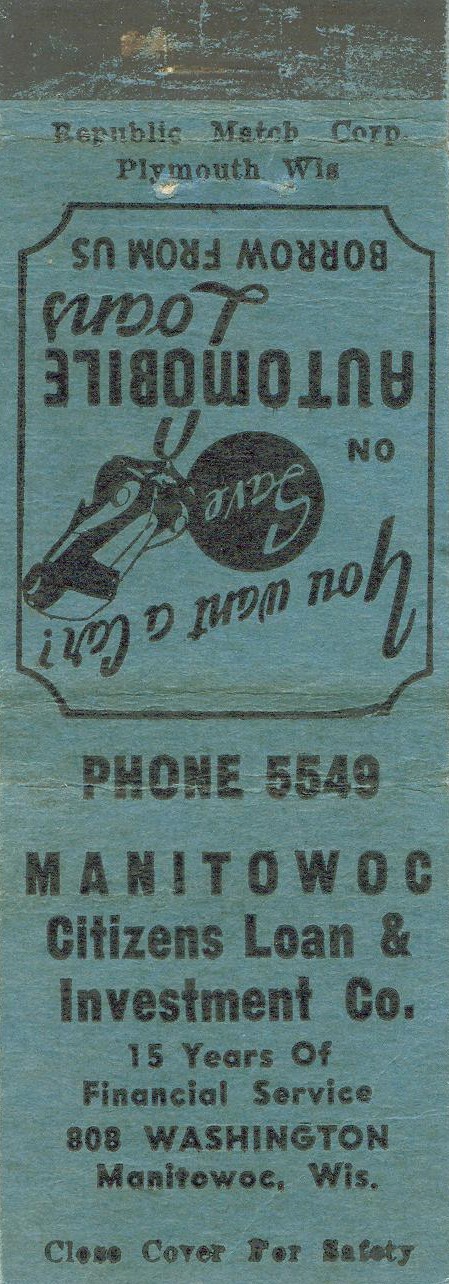 Republic Match Corp.
Plymouth Wis
You want a Car?
Save
ON
AUTOMOBILE
Loans
BORROW FROM US
PHONE 5549
MANITOWOC
Citizens Loan &
Investment Co.
15 Years Of
Financial Service
808 WASHINGTON
Manitowoc, Wis.
Close Cover For Safety